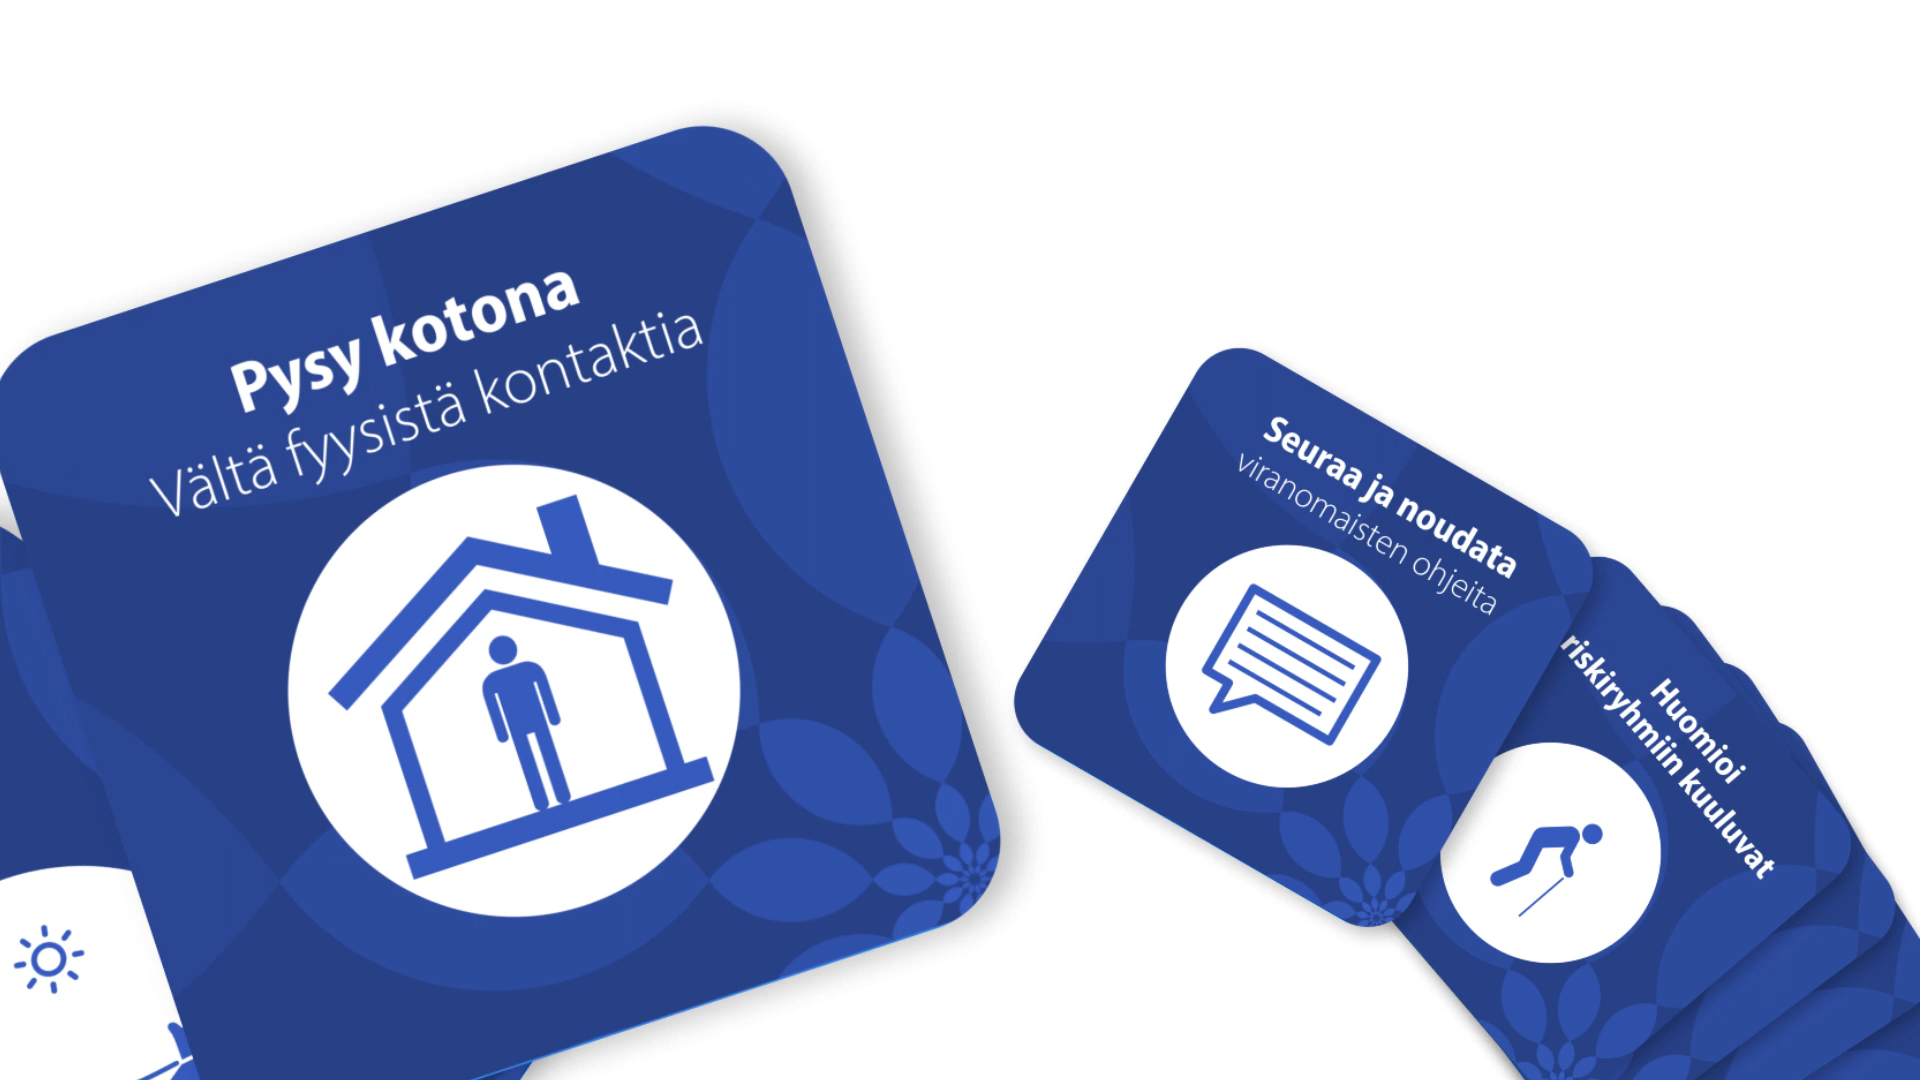 Pysy kotona
Vältä fyysistä kontaktia
Seuraa ja noudata
viranomaisten ohjeita
Huomioi
riskiryhmiin kuuluvat